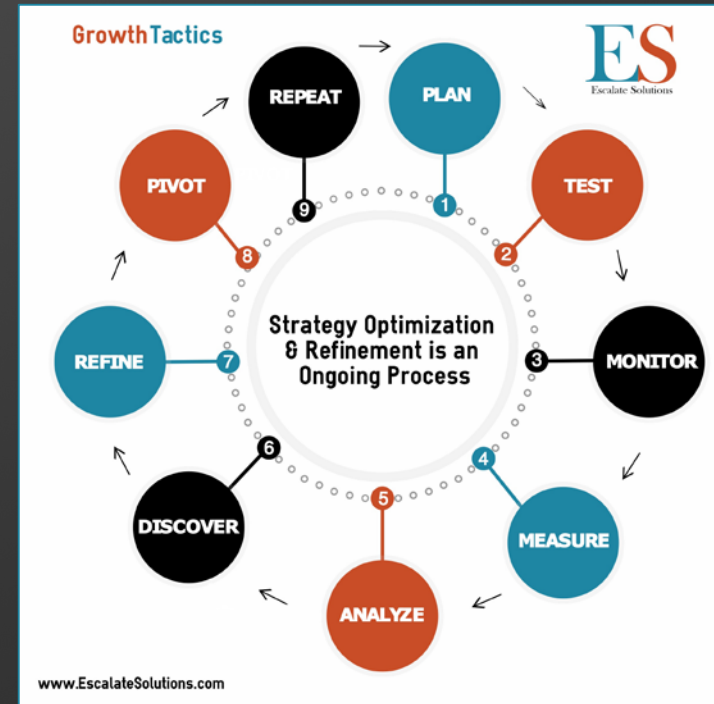 GrowthTactics
ES
Escalate Solutions
PLAN
1
TEST
2
MONITOR
3
MEASURE
4
ANALYZE
5
DISCOVER
6
REFINE
7
PIVOT
8
REPEAT
9
Strategy Optimization
& Refinement is an
Ongoing Process
www.EscalateSolutions.com